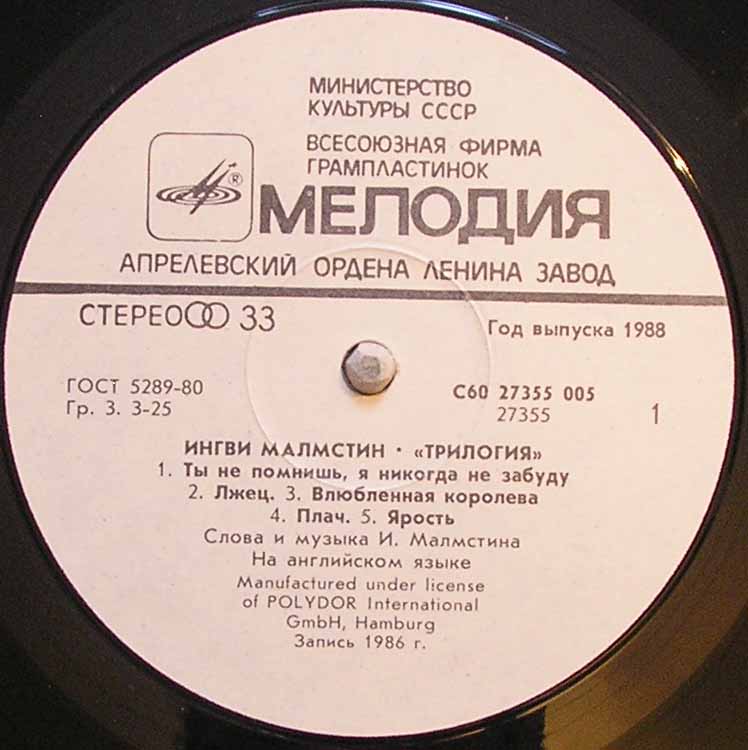 МИНИСТЕРСТВО
КУЛЬТУРЫ СССР
ВСЕСОЮЗНАЯ ФИРМА
ГРАМПЛАСТИНОК
®
МЕЛОДИЯ
АПРЕЛЕВСКИЙ ОРДЕНА ЛЕНИНА ЗАВОД
СТЕРЕО 33
Год выпуска 1988
ГОСТ 5289-80
Гр. 3. 3-25
С60 27355 005
27355
1
ИНГВИ МАЛМСТИН · «ТРИЛОГИЯ»
1. Ты не помнишь, я никогда не забуду
2. Лжец. 3. Влюбленная королева
4. Плач. 5. Ярость
Слова и музыка И. Малмстина
На английском языке
Manufactured under license
of POLYDOR International
GmbH, Hamburg
Запись 1986 г.